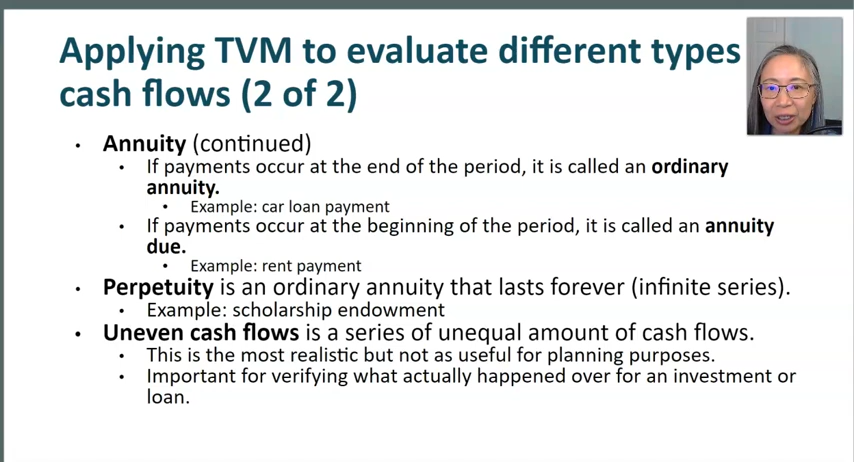 Applying TVM to evaluate different types
cash flows (2 of 2)
• Annuity (continued)
• If payments occur at the end of the period, it is called an ordinary
annuity.
• Example: car loan payment
• If payments occur at the beginning of the period, it is called an annuity
due.
• Example: rent payment
• Perpetuity is an ordinary annuity that lasts forever (infinite series).
• Example: scholarship endowment
• Uneven cash flows is a series of unequal amount of cash flows.
• This is the most realistic but not as useful for planning purposes.
• Important for verifying what actually happened over for an investment or
loan.